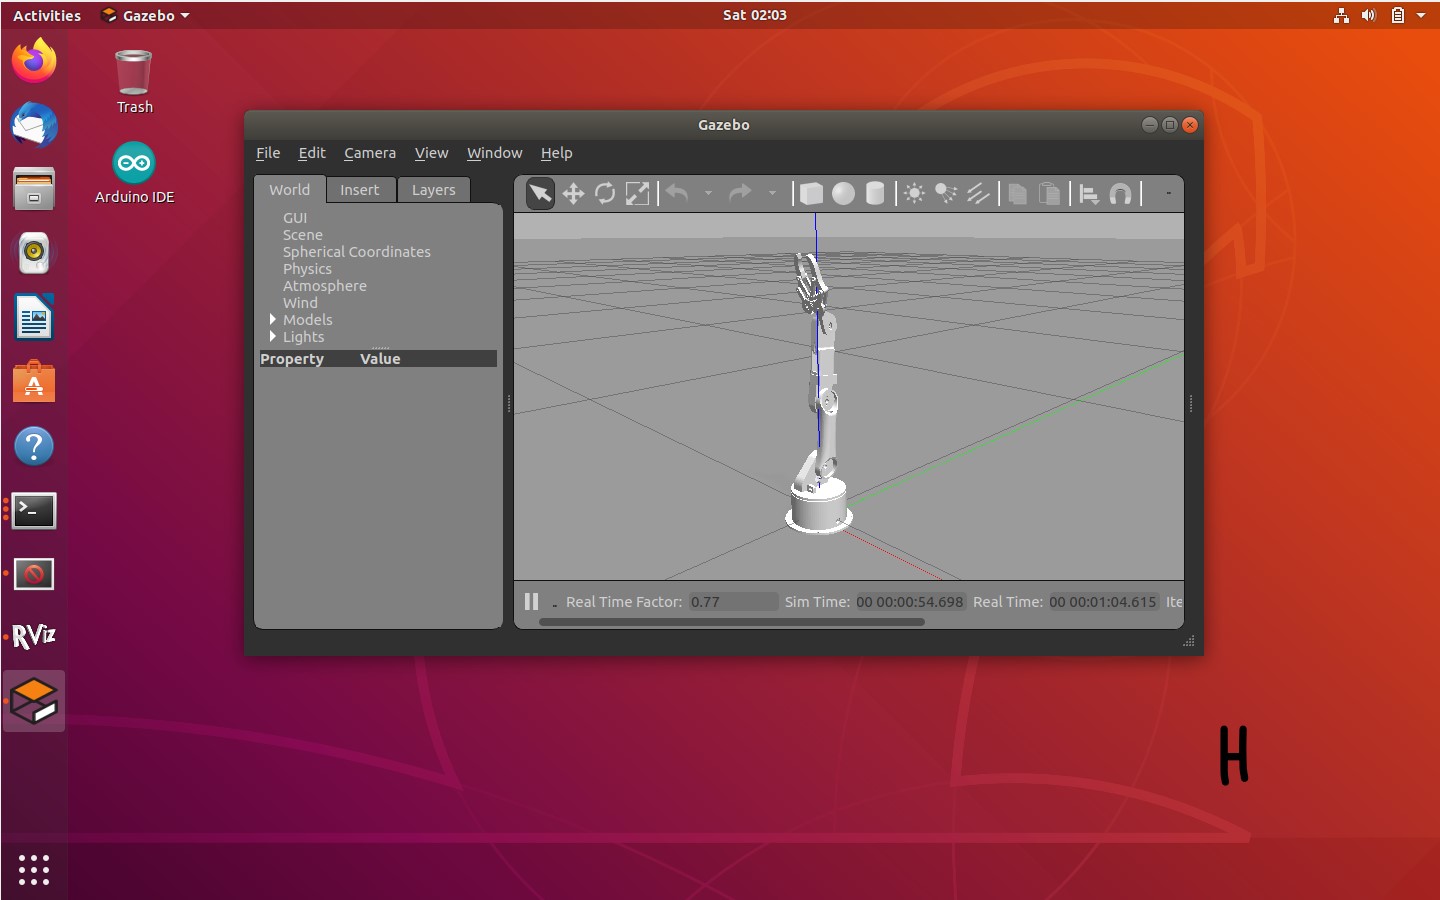 Activities Gazebo Sat 02:03
Trash
Arduino IDE
Gazebo
File Edit Camera View Window Help
World Insert Layers
GUI
Scene
Spherical Coordinates
Physics
Atmosphere
Wind
Models
Lights
Property Value
Real Time Factor: 0.77 Sim Time: 00 00:00:54.698 Real Time: 00 00:01:04.615 Ite
RViz
H